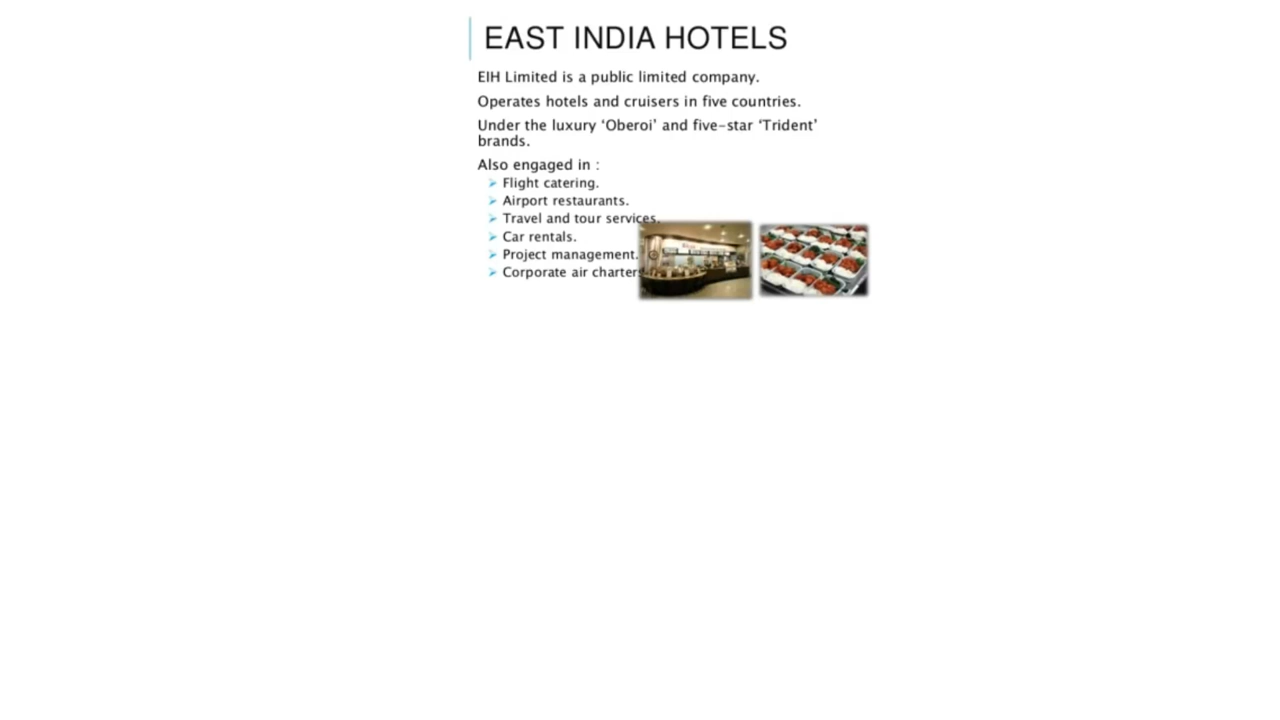 EAST INDIA HOTELS
EIH Limited is a public limited company.
Operates hotels and cruisers in five countries.
Under the luxury ‘Oberoi’ and five-star ‘Trident’
brands.
Also engaged in :
➢ Flight catering.
➢ Airport restaurants.
➢ Travel and tour services.
➢ Car rentals.
➢ Project management.
➢ Corporate air charters